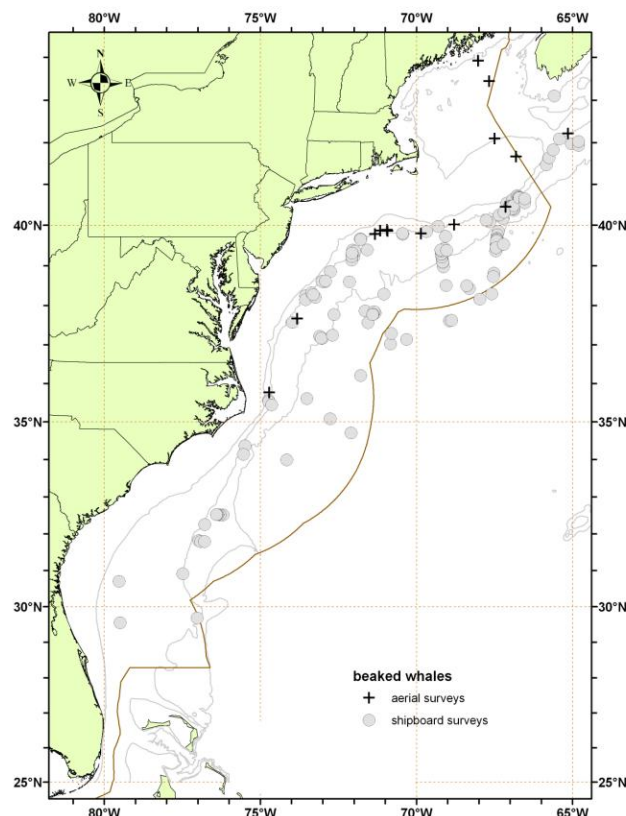 80°W 75°W 70°W 65°W
N
W E
S
40°N 40°N
35°N 35°N
30°N 30°N
beaked whales
aerial surveys
shipboard surveys
25°N 25°N
80°W 75°W 70°W 65°W